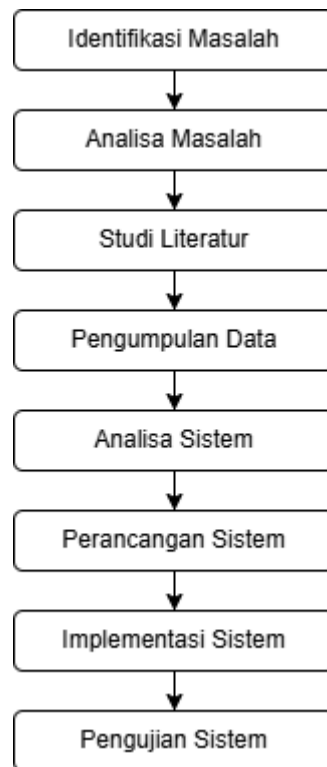 Identifikasi Masalah
Analisa Masalah
Studi Literatur
Pengumpulan Data
Analisa Sistem
Perancangan Sistem
Implementasi Sistem
Pengujian Sistem